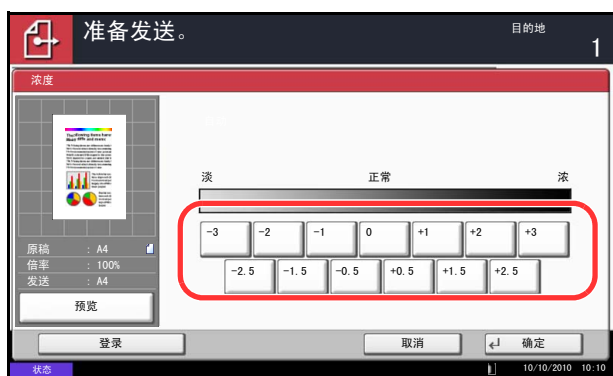 准备发送。
目的地
1
浓度
淡 正常 浓
-3 -2 -1 0 +1 +2 +3
-2.5 -1.5 -0.5 +0.5 +1.5 +2.5
原稿 : A4
倍率 : 100%
发送 : A4
预览
登录 取消 确定
状态 10/10/2010 10:10